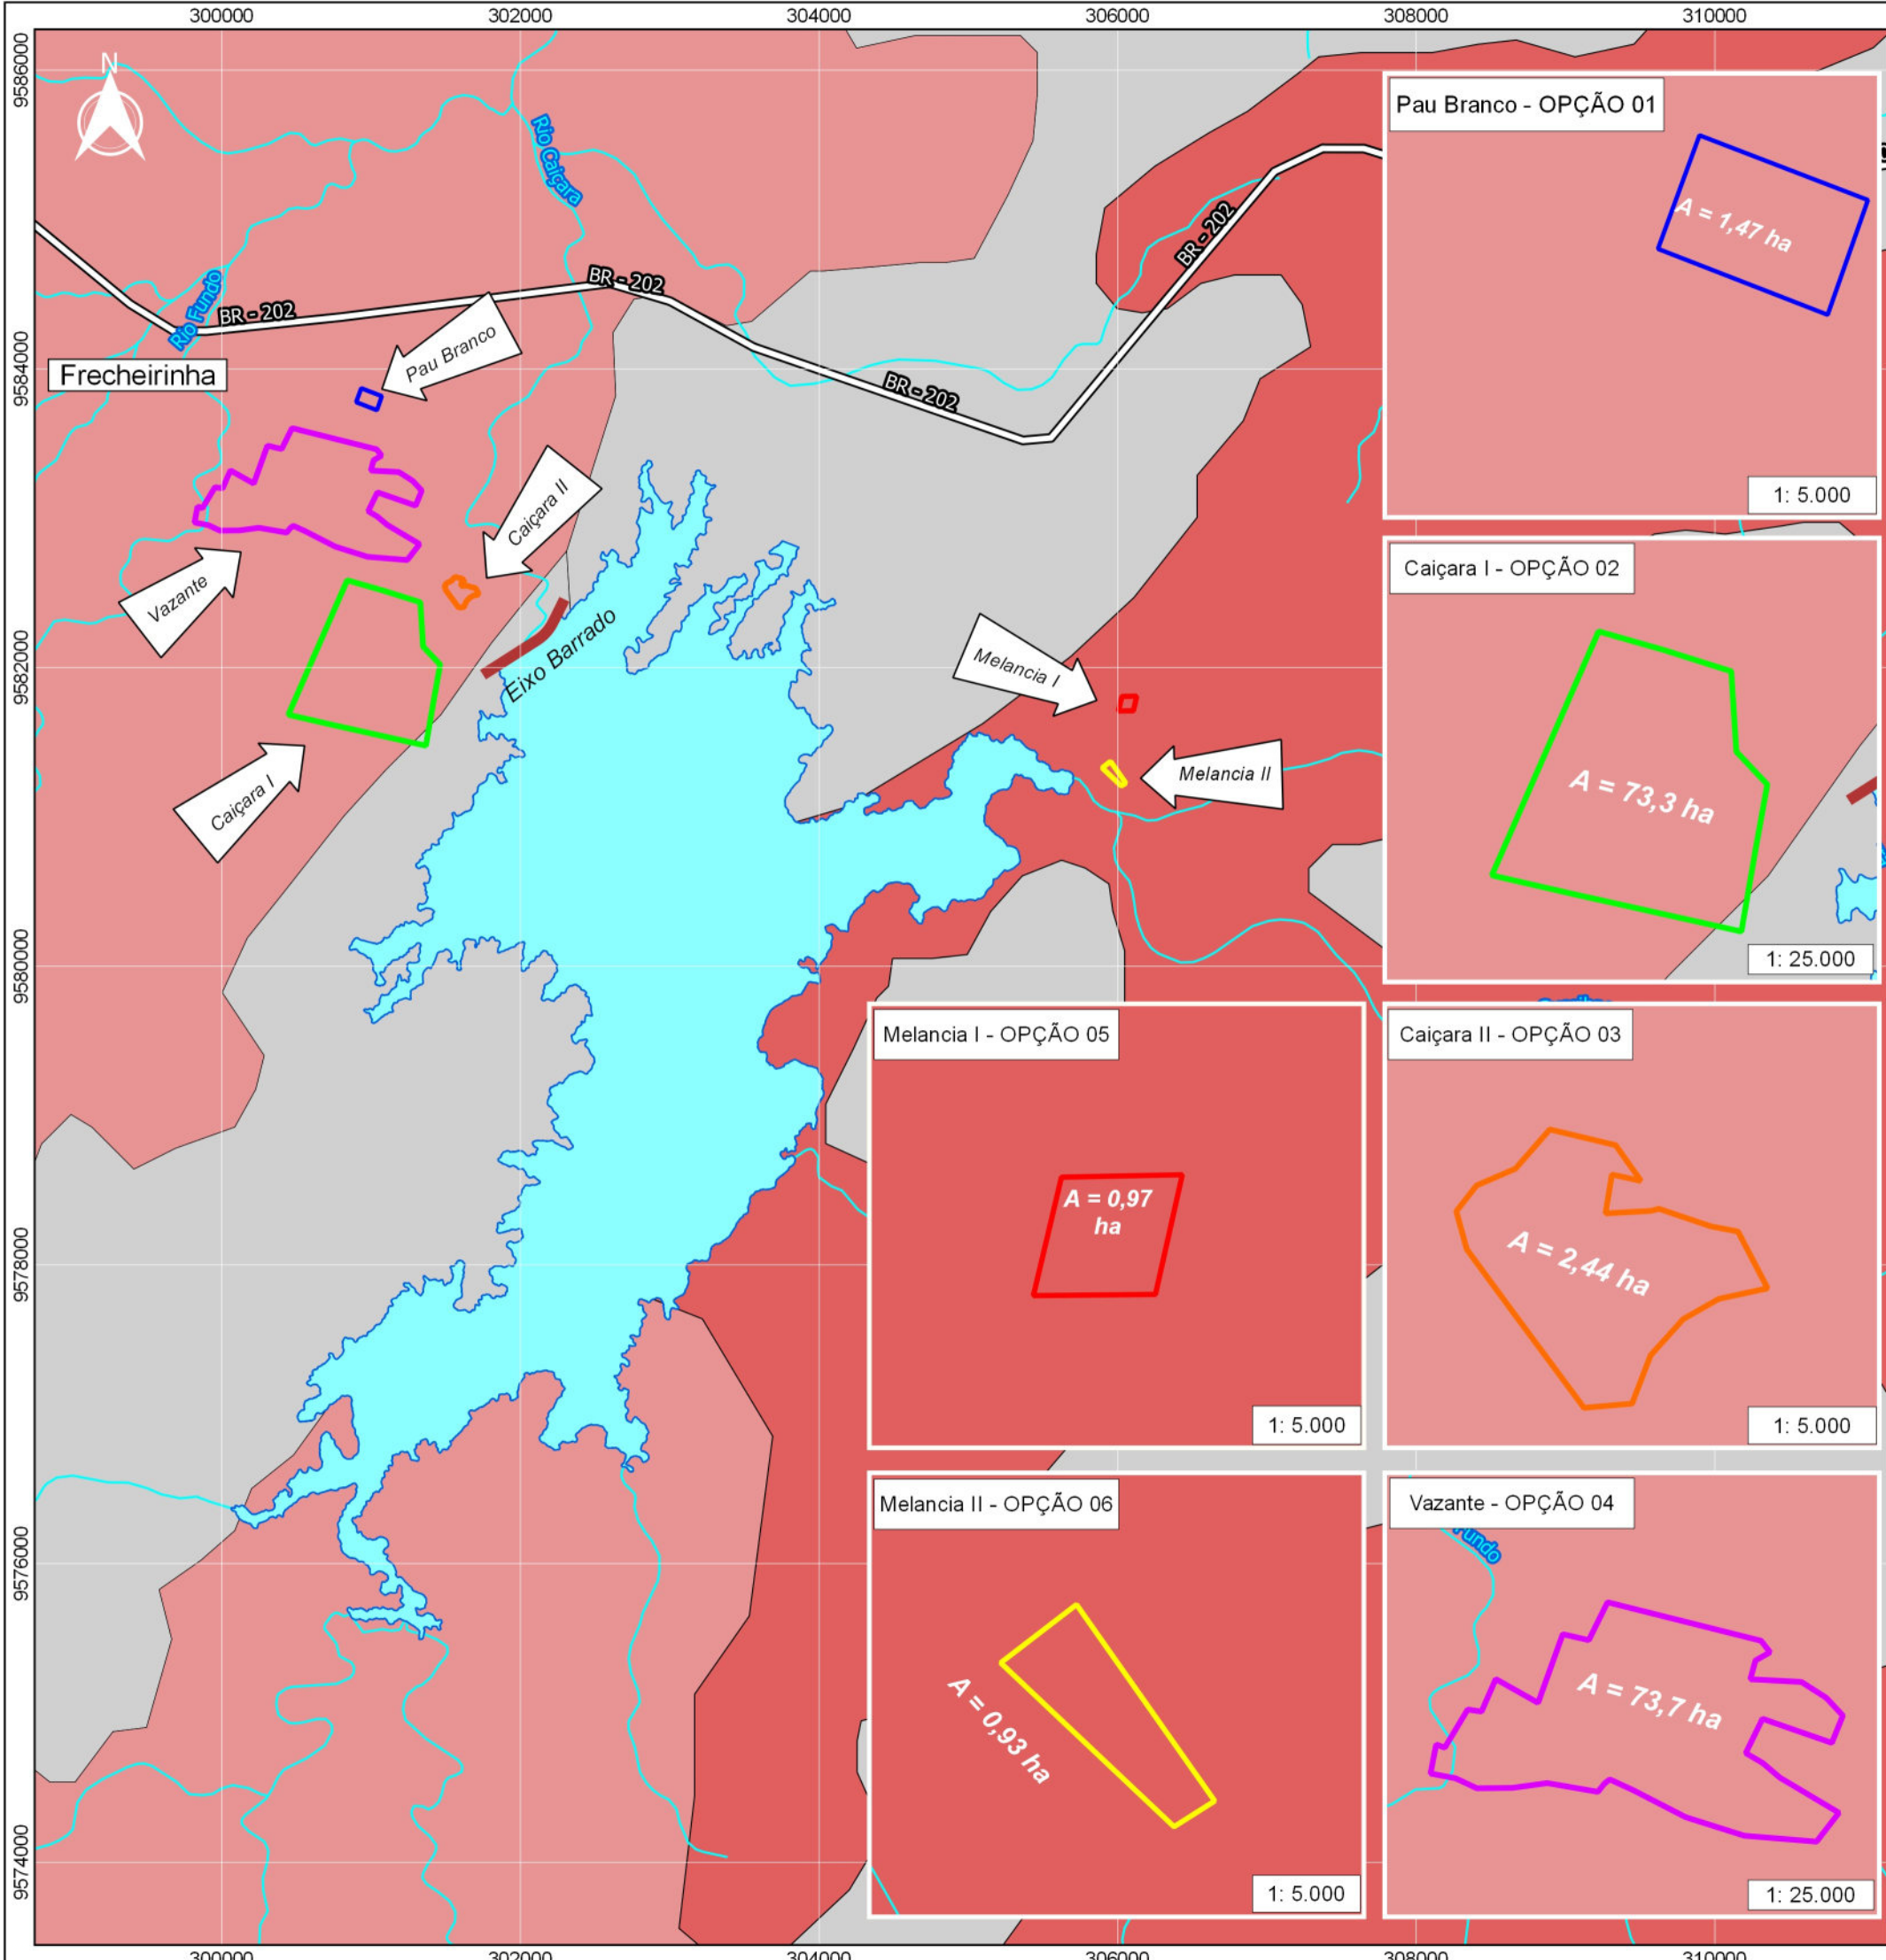 300000 302000 304000 306000 308000 310000
9586000
N
Rio Caiçara
Pau Branco - OPÇÃO 01
A = 1,47 ha
1: 5.000
BR - 202
BR - 202
BR - 202
BR - 202
Rio Fundo
Pau Branco
9584000
Frecheirinha
Caiçara II
Vazante
Caiçara I - OPÇÃO 02
A = 73,3 ha
1: 25.000
9582000
Eixo Barrado
Melancia I
Melancia II
Caiçara I
9580000
Melancia I - OPÇÃO 05
A = 0,97
ha
1: 5.000
Caiçara II - OPÇÃO 03
A = 2,44 ha
1: 5.000
9578000
Melancia II - OPÇÃO 06
A = 0,93 ha
1: 5.000
Vazante - OPÇÃO 04
Fundo
A = 73,7 ha
1: 25.000
9576000
9574000
300000 302000 304000 306000 308000 310000